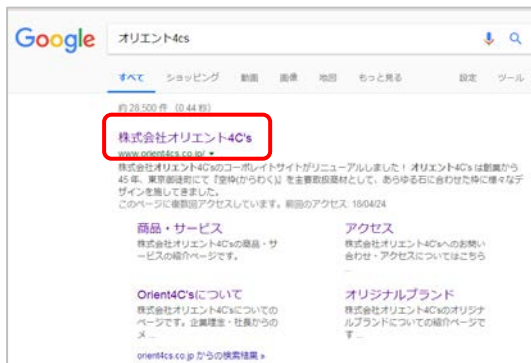 Google オリエント4cs
すべて ショッピング 動画 画像 地図 もっと見る 設定 ツール
約 28,500 件 (0.44 秒)
株式会社オリエント4C's
www.orient4cs.co.jp/ ▼
株式会社オリエント4C'sのコーポレイトサイトがリニューアルしました! オリエント4C's は創業から
45 年、東京御徒町にて『空枠(からわく)』を主要取扱商材として、あらゆる石に合わせた枠に様々なデ
ザインを施してきました。
このページに複数回アクセスしています。前回のアクセス: 18/04/24
商品・サービス
株式会社オリエント4C'sの商品・サ
ービスの紹介ページです。
アクセス
株式会社オリエント4C'sへのお問い
合わせ・アクセスについてはこちら
...
Orient4C'sについて
株式会社オリエント4C'sについての
ページです。企業理念・社長からの
メ ...
オリジナルブランド
株式会社オリエント4C'sのオリジナ
ルブランドについての紹介ページで
す ...
orient4cs.co.jp からの検索結果 »